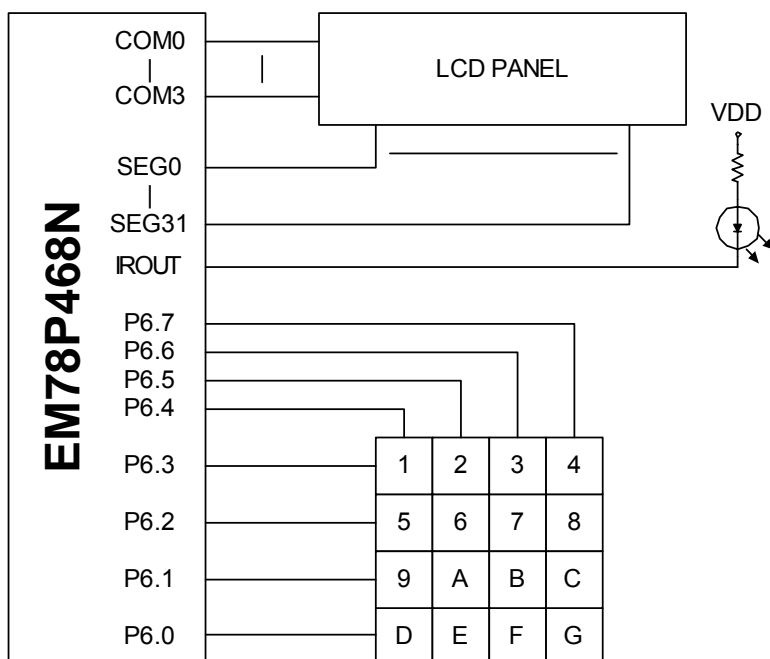 COM0
COM3
SEG0
SEG31
IROUT
P6.7
P6.6
P6.5
P6.4
P6.3
P6.2
P6.1
P6.0
EM78P468N
LCD PANEL
VDD
1 2 3 4
5 6 7 8
9 A B C
D E F G